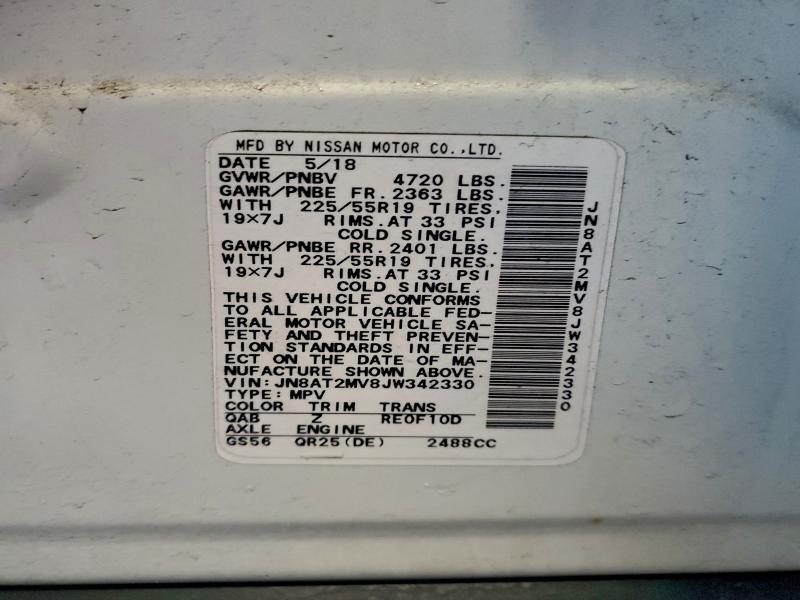 MFD BY NISSAN MOTOR CO.,LTD.
DATE 5/18
GVWR/PNBV 4720 LBS.
GAWR/PNBE FR.2363 LBS.
WITH 225/55R19 TIRES,
19×7J RIMS.AT 33 PSI
COLD SINGLE.
GAWR/PNBE RR.2401 LBS.
WITH 225/55R19 TIRES,
19×7J RIMS.AT 33 PSI
COLD SINGLE.
THIS VEHICLE CONFORMS
TO ALL APPLICABLE FED-
ERAL MOTOR VEHICLE SA-
FETY AND THEFT PREVEN-
TION STANDARDS IN EFF-
ECT ON THE DATE OF MA-
NUFACTURE SHOWN ABOVE.
VIN:JN8AT2MV8JW342330
TYPE:MPV
COLOR TRIM TRANS
QAB Z RE0F10D
AXLE ENGINE
GS56 QR25(DE) 2488CC
JN8AT2MV8JW342330